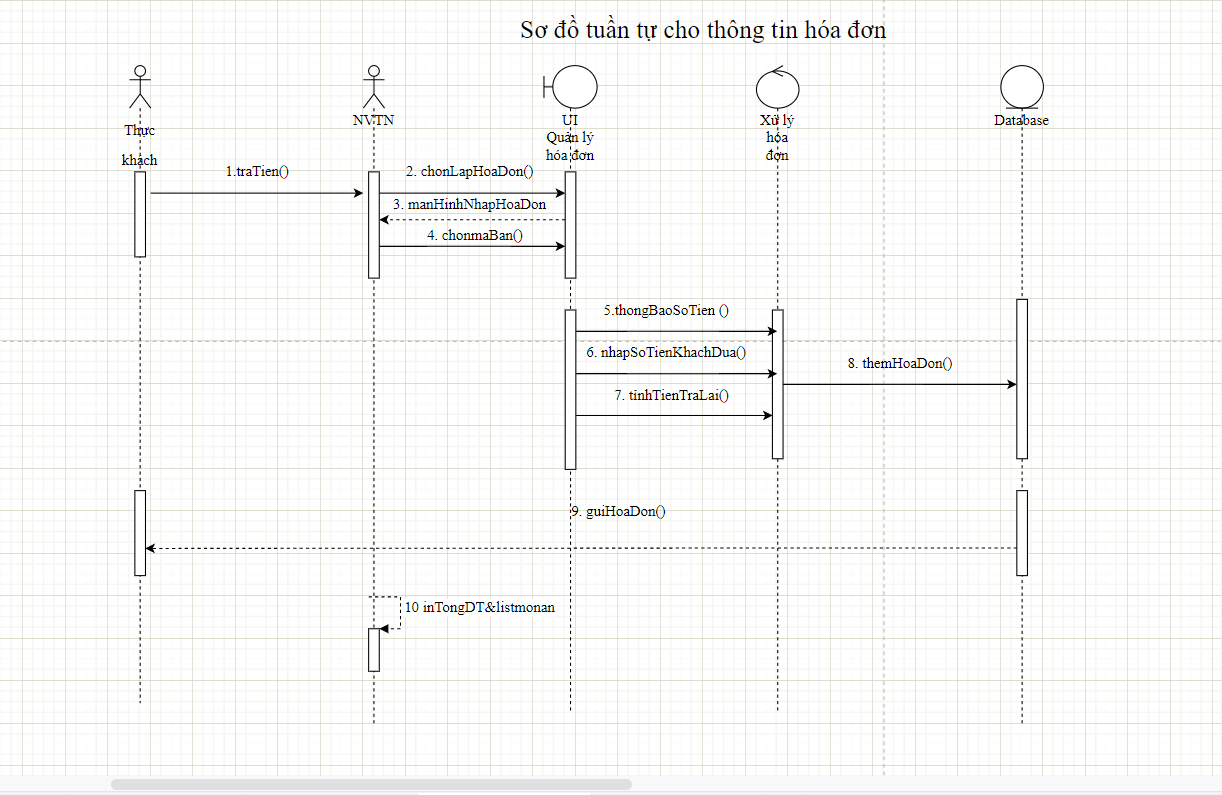 Sơ đồ tuần tự cho thông tin hóa đơn
Thực
khách
NVTN
UI
Quản lý
hóa đơn
Xử lý
hóa
đơn
Database
1.traTien()
2. chonLapHoaDon()
3. manHinhNhapHoaDon
4. chonmaBan()
5.thongBaoSoTien ()
6. nhapSoTienKhachDua()
7. tinhTienTraLai()
8. themHoaDon()
9. guiHoaDon()
10 inTongDT&listmonan